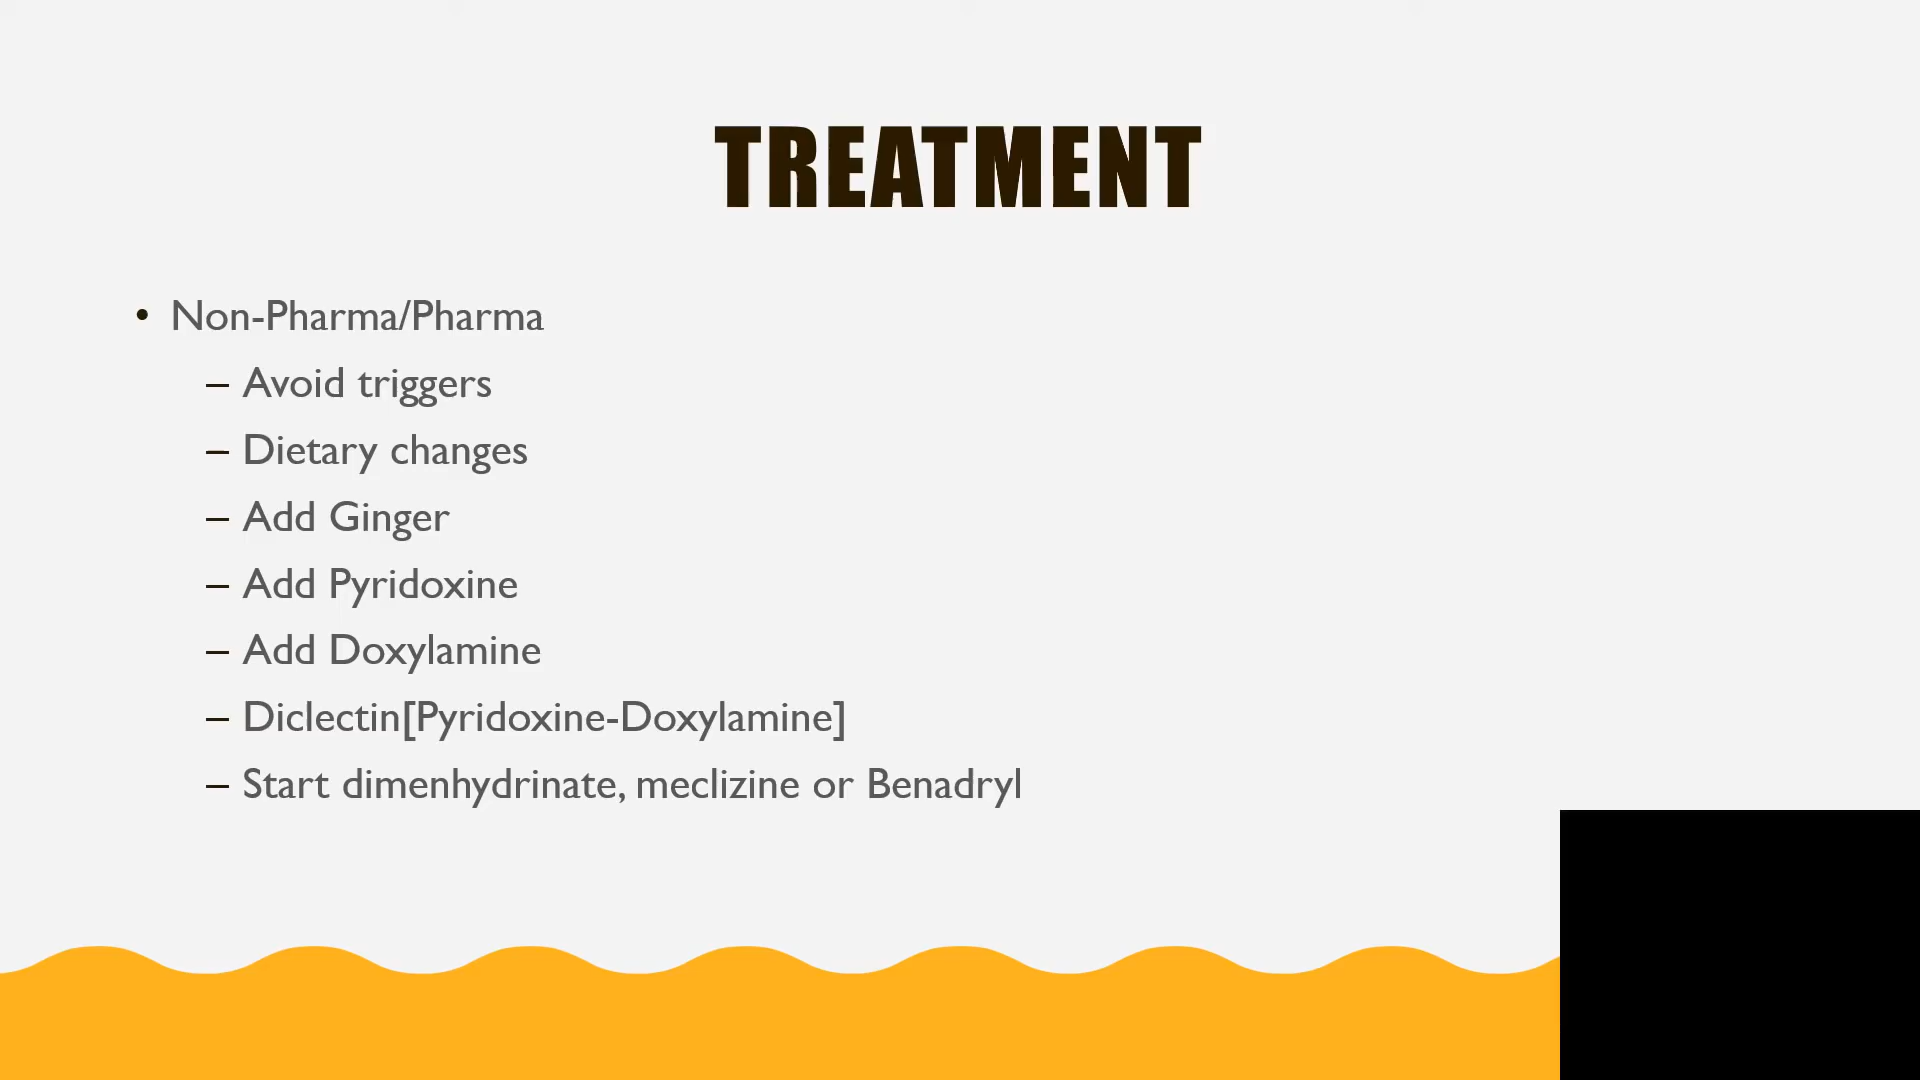 TREATMENT
• Non-Pharma/Pharma
– Avoid triggers
– Dietary changes
– Add Ginger
– Add Pyridoxine
– Add Doxylamine
– Diclectin[Pyridoxine-Doxylamine]
– Start dimenhydrinate, meclizine or Benadryl